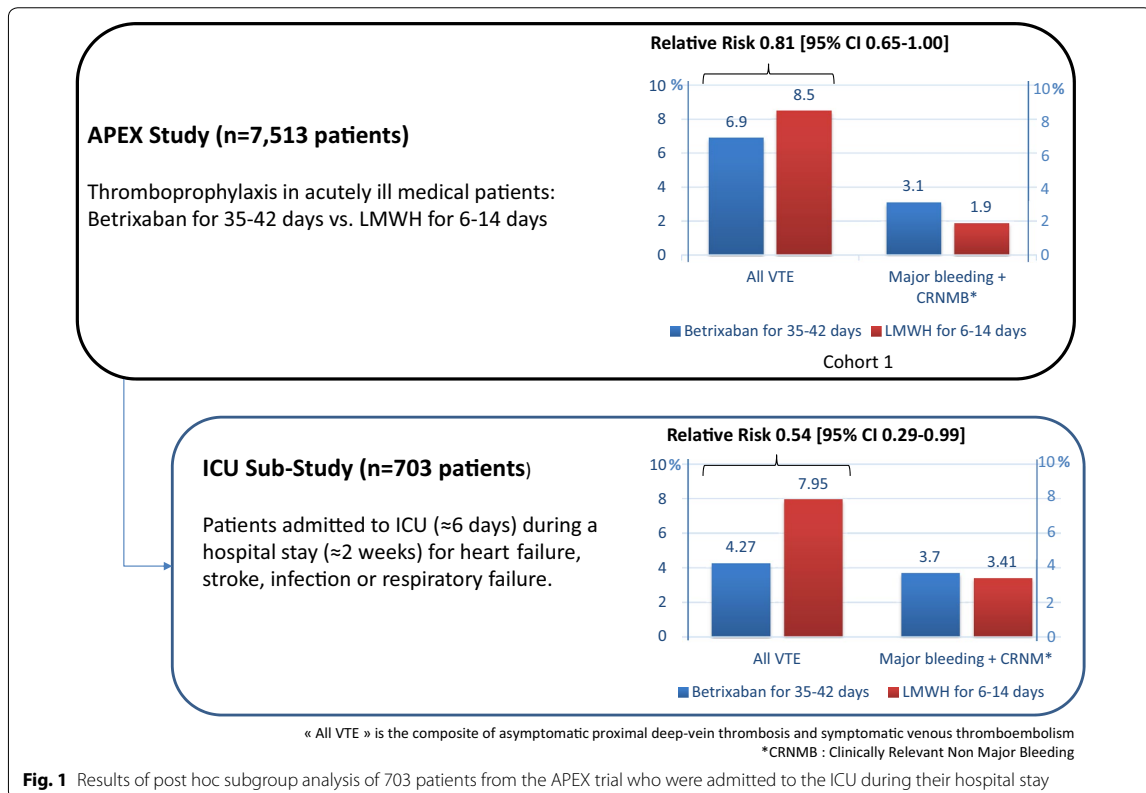 Relative Risk 0.81 [95% CI 0.65-1.00]
APEX Study (n=7,513 patients)
Thromboprophylaxis in acutely ill medical patients:
Betrixaban for 35-42 days vs. LMWH for 6-14 days
10 %
8
6
4
2
0
6.9
8.5
3.1
1.9
10 %
8
6
4
2
0
All VTE
Major bleeding +
CRNMB*
Betrixaban for 35-42 days
LMWH for 6-14 days
Cohort 1
Relative Risk 0.54 [95% CI 0.29-0.99]
ICU Sub-Study (n=703 patients)
Patients admitted to ICU (≈6 days) during a
hospital stay (≈2 weeks) for heart failure,
stroke, infection or respiratory failure.
10 %
8
6
4
2
0
4.27
7.95
3.7
3.41
10 %
8
6
4
2
0
All VTE
Major bleeding + CRNM*
Betrixaban for 35-42 days
LMWH for 6-14 days
« All VTE » is the composite of asymptomatic proximal deep-vein thrombosis and symptomatic venous thromboembolism
*CRNMB : Clinically Relevant Non Major Bleeding
Fig. 1 Results of post hoc subgroup analysis of 703 patients from the APEX trial who were admitted to the ICU during their hospital stay